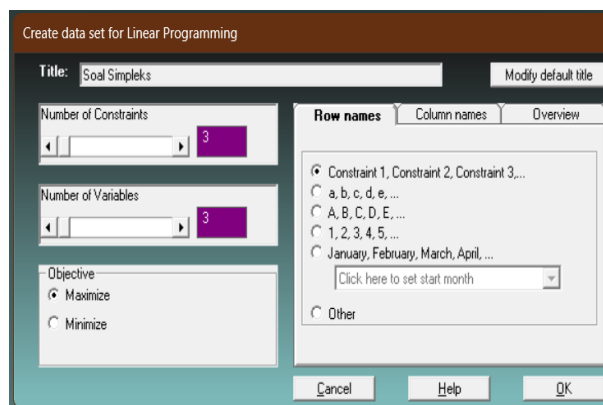 Create data set for Linear Programming
Title: Soal Simpleks
Modify default title
Number of Constraints
3
Number of Variables
3
Objective
Maximize
Minimize
Row names
Column names
Overview
Constraint 1, Constraint 2, Constraint 3,...
a, b, c, d, e, ...
A, B, C, D, E, ...
1, 2, 3, 4, 5, ...
January, February, March, April, ...
Click here to set start month
Other
Cancel
Help
OK